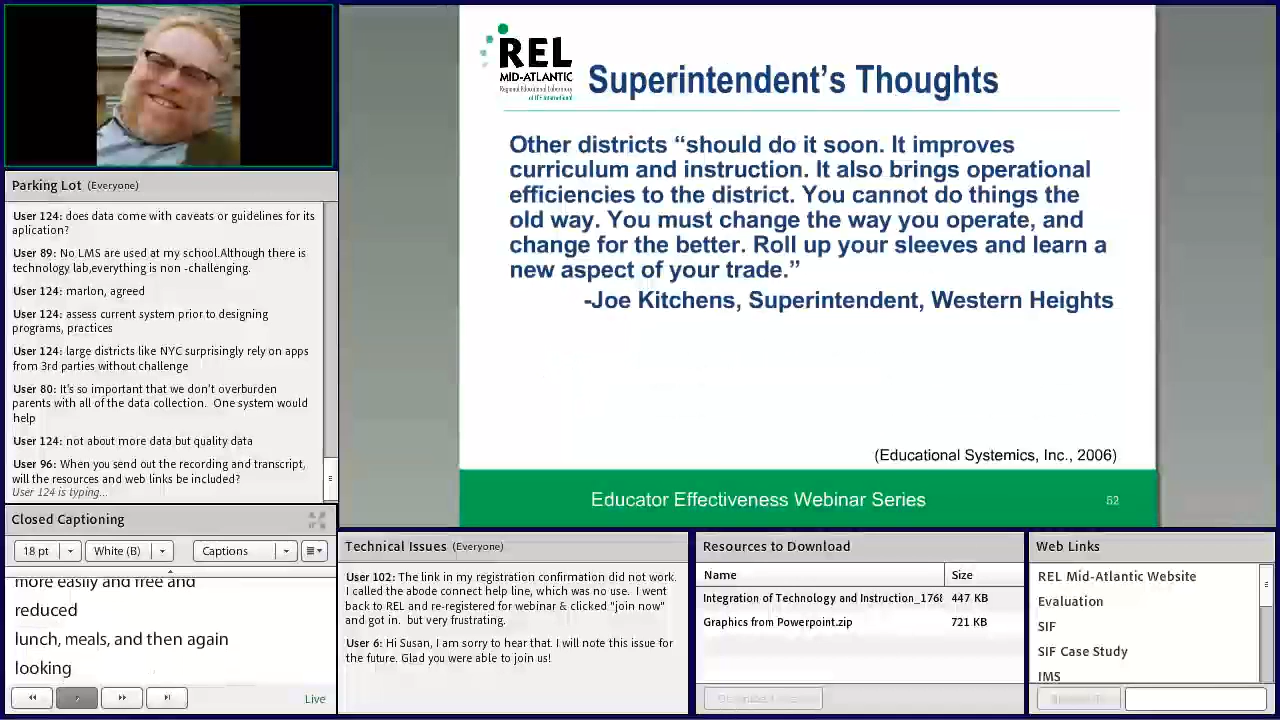 REL
MID-ATLANTIC
Regional Educational Laboratory
Superintendent’s Thoughts
Other districts “should do it soon. It improves
curriculum and instruction. It also brings operational
efficiencies to the district. You cannot do things the
old way. You must change the way you operate, and
change for the better. Roll up your sleeves and learn a
new aspect of your trade.”
-Joe Kitchens, Superintendent, Western Heights
(Educational Systemics, Inc., 2006)
Educator Effectiveness Webinar Series
52
Parking Lot (Everyone)
User 124: does data come with caveats or guidelines for its
aplication?
User 89: No LMS are used at my school.Although there is
technology lab,everything is non -challenging.
User 124: marlon, agreed
User 124: assess current system prior to designing
programs, practices
User 124: large districts like NYC surprisingly rely on apps
from 3rd parties without challenge
User 80: It’s so important that we don’t overburden
parents with all of the data collection.  One system would
help
User 124: not about more data but quality data
User 96: When you send out the recording and transcript,
will the resources and web links be included?
User 124 is typing...
Closed Captioning
18 pt
White (B)
Captions
more easily and free and
reduced
lunch, meals, and then again
looking
Live
Technical Issues (Everyone)
User 102: The link in my registration confirmation did not work.
I called the abode connect help line, which was no use.  I went
back to REL and re-registered for webinar & clicked "join now"
and got in.  but very frustrating.
User 6: Hi Susan, I am sorry to hear that. I will note this issue for
the future. Glad you were able to join us!
Resources to Download
Name Size
Integration of Technology and Instruction_1768 447 KB
Graphics from Powerpoint.zip 721 KB
Web Links
REL Mid-Atlantic Website
Evaluation
SIF
SIF Case Study
IMS